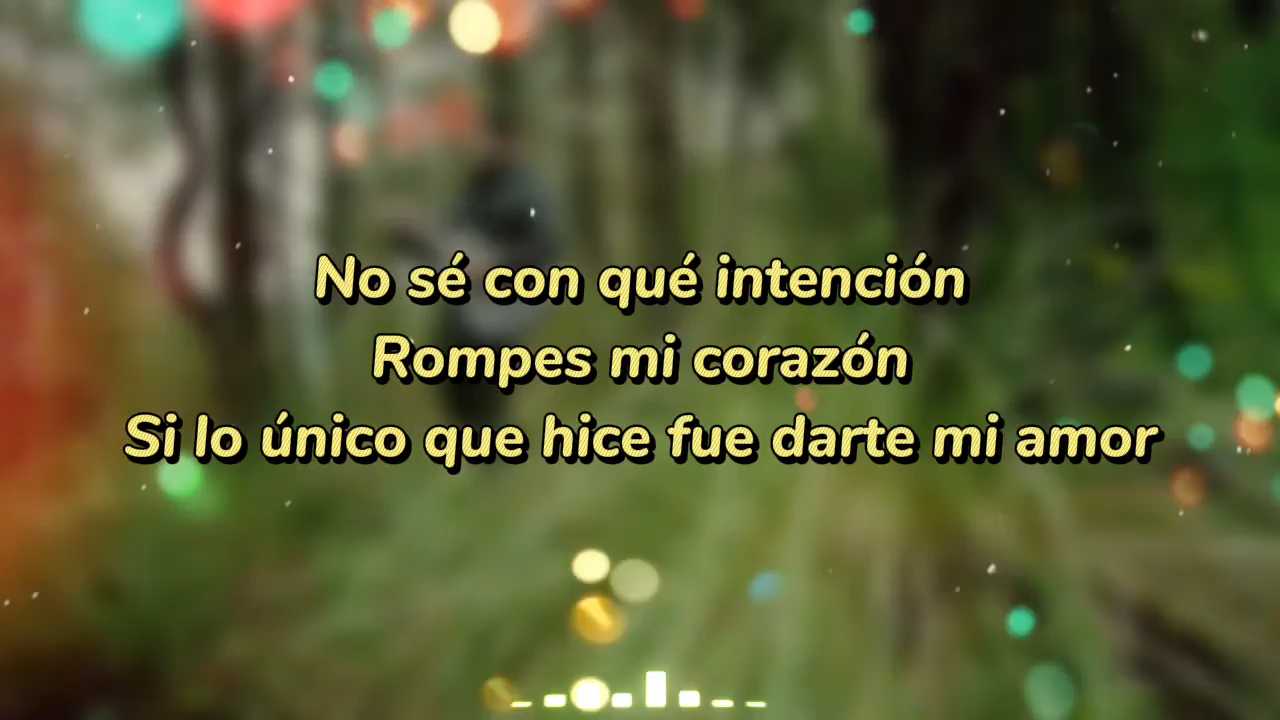 No sé con qué intención
Rompes mi corazón
Si lo único que hice fue darte mi amor